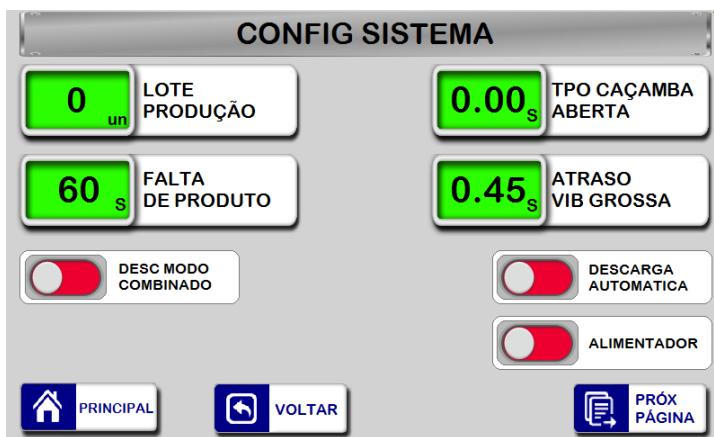 CONFIG SISTEMA
0 un
LOTE
PRODUÇÃO
0.00 s
TPO CAÇAMBA
ABERTA
60 s
FALTA
DE PRODUTO
0.45 s
ATRASO
VIB GROSSA
DESC MODO
COMBINADO
DESCARGA
AUTOMATICA
ALIMENTADOR
PRINCIPAL
VOLTAR
PRÓX
PÁGINA